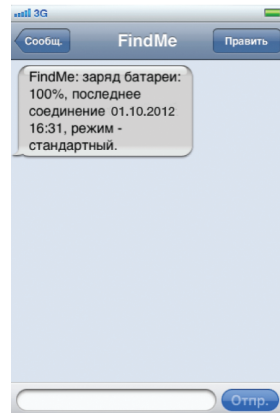 3G
Сообщ. FindMe Править
FindMe: заряд батареи:
100%, последнее
соединение 01.10.2012
16:31, режим -
стандартный.
Отпр.